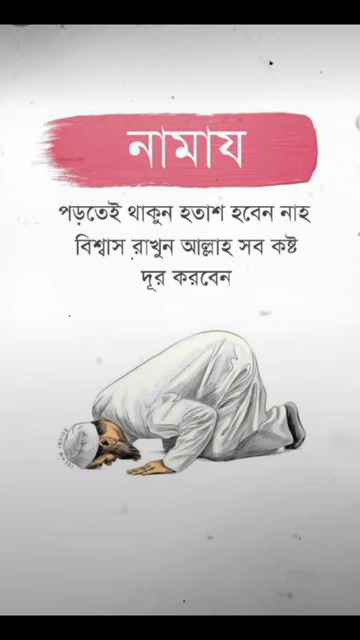 নামায
পড়তেই থাকুন হতাশ হবেন নাহ
বিশ্বাস রাখুন আল্লাহ সব কষ্ট
দূর করবেন